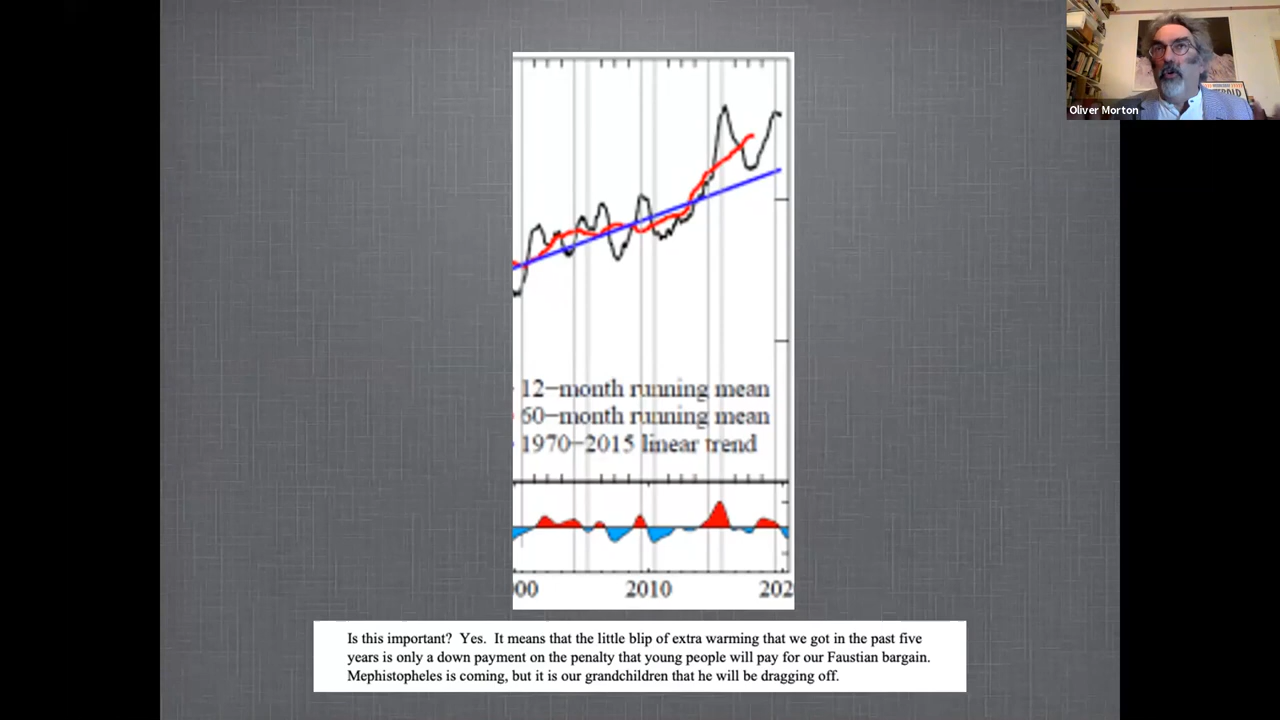 Oliver Morton
12−month running mean
60−month running mean
1970−2015 linear trend
00 2010 202
Is this important? Yes. It means that the little blip of extra warming that we got in the past five
years is only a down payment on the penalty that young people will pay for our Faustian bargain.
Mephistopheles is coming, but it is our grandchildren that he will be dragging off.